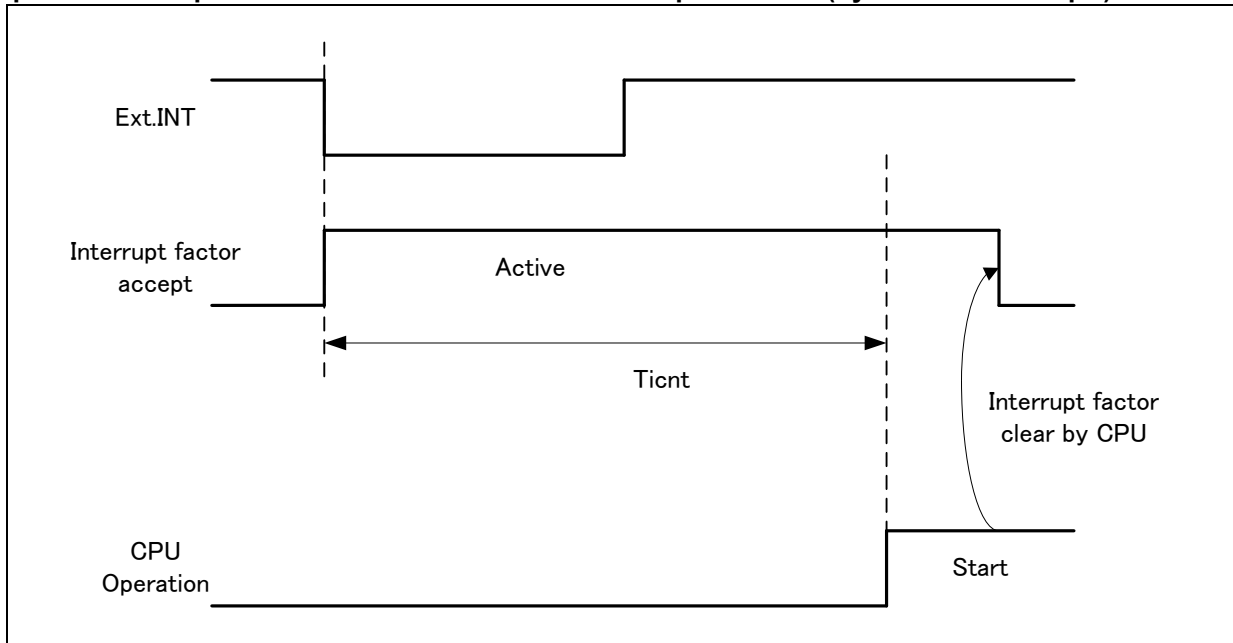 Ext.INT
Interrupt factor
accept
Active
Ticnt
Interrupt factor
clear by CPU
CPU
Operation
Start